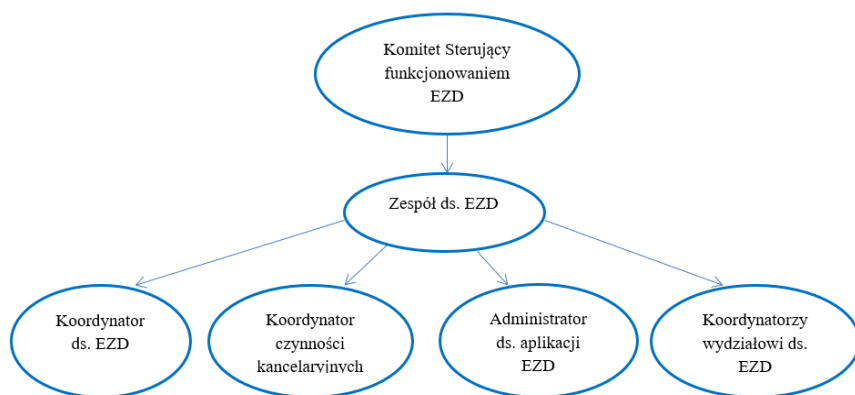 Komitet Sterujący
funkcjonowaniem
EZD
Zespół ds. EZD
Koordynator
ds. EZD
Koordynator
czynności
kancelaryjnych
Administrator
ds. aplikacji
EZD
Koordynatorzy
wydziałowi ds.
EZD